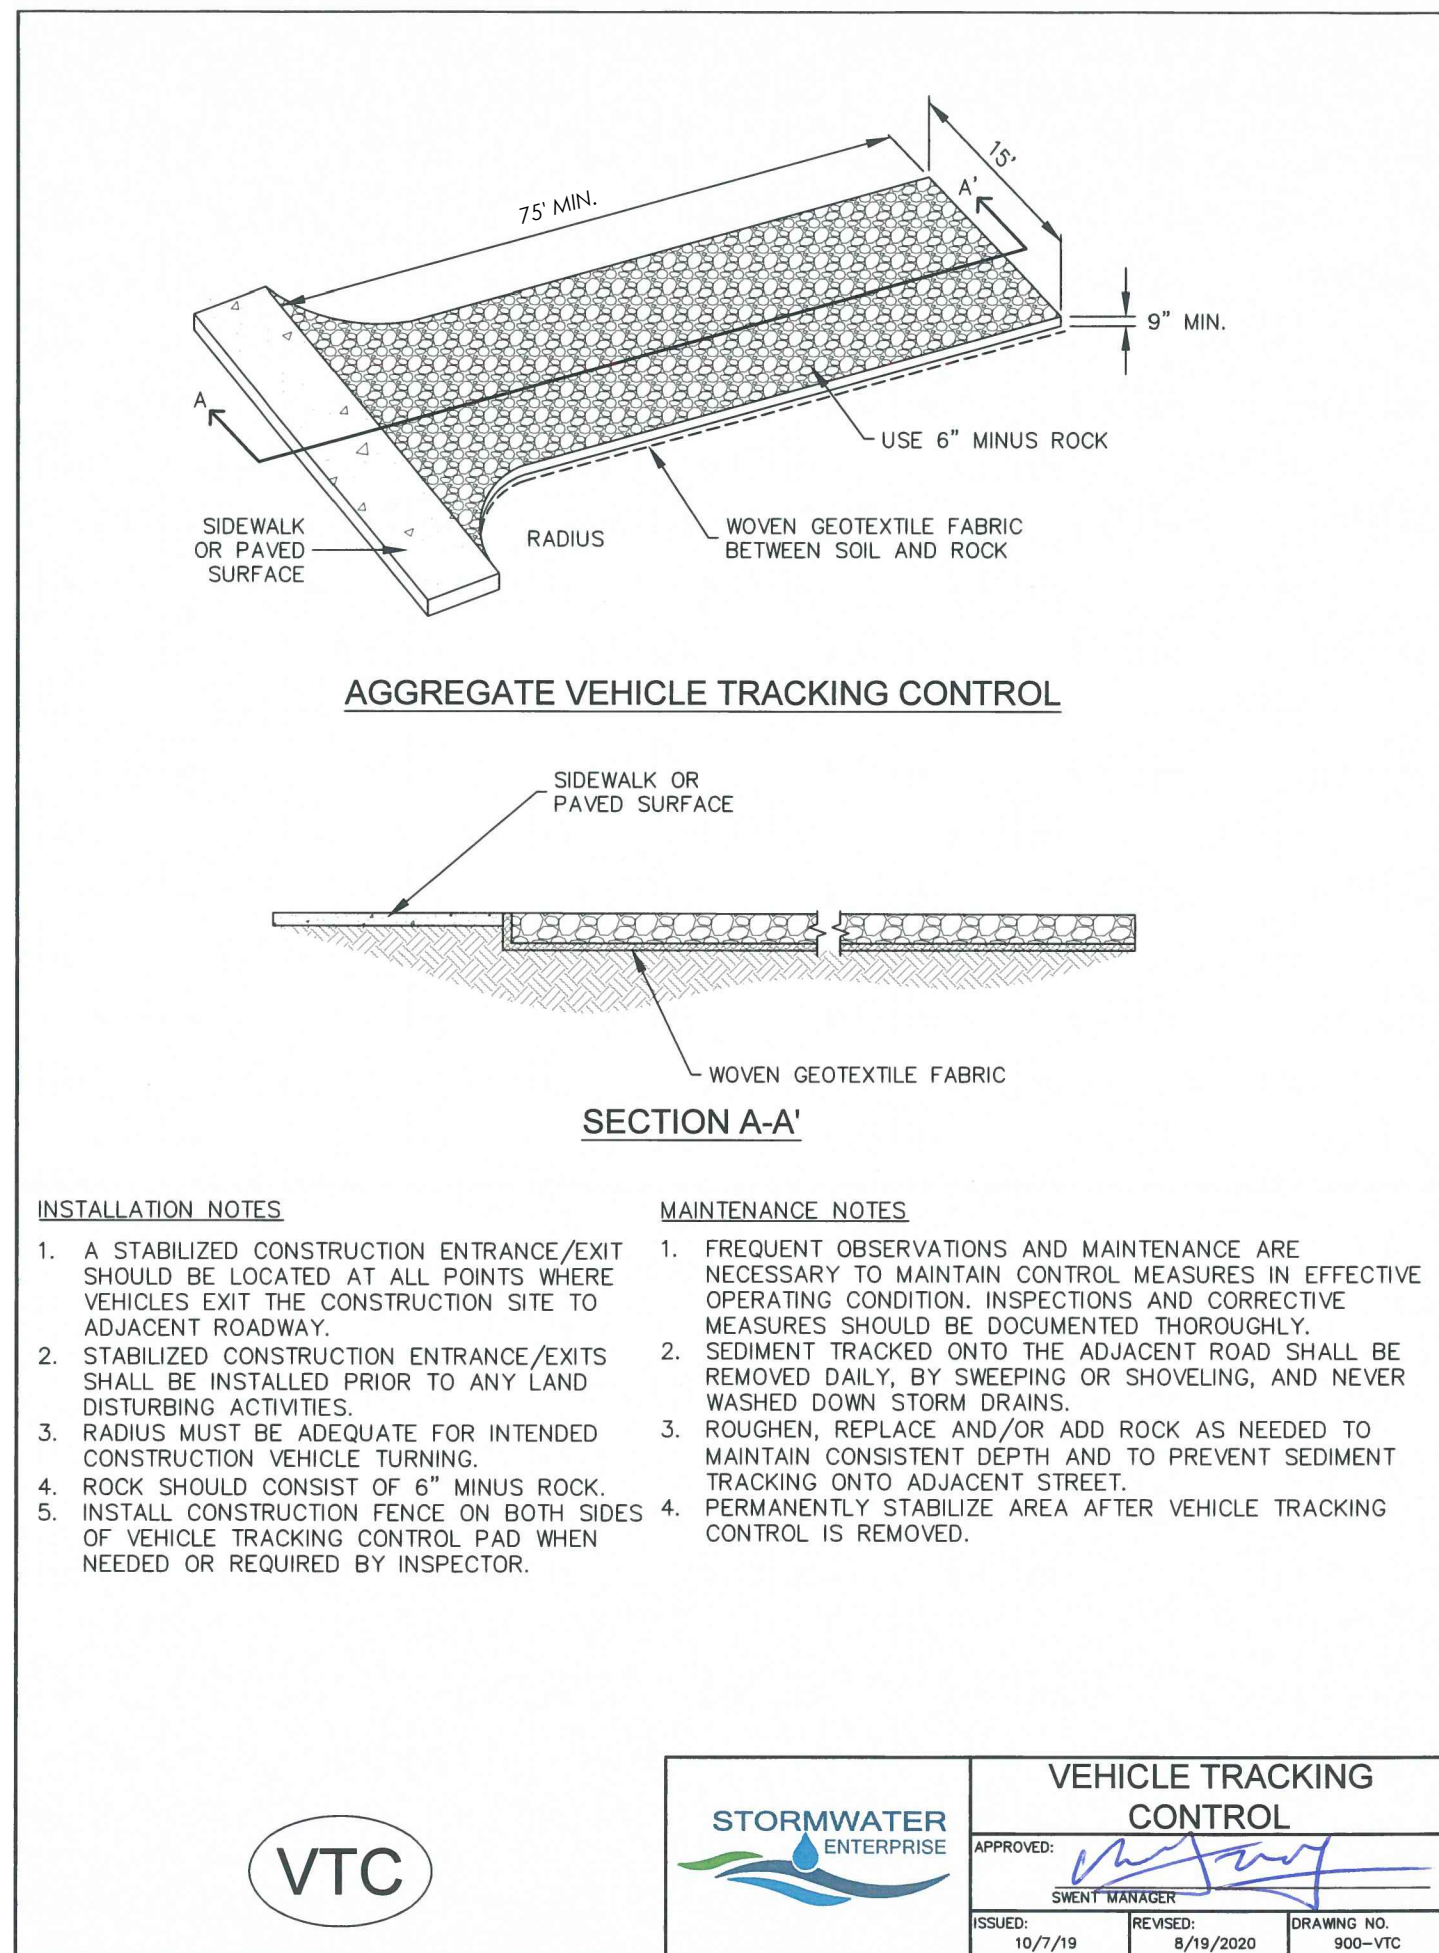 75' MIN.
15'
A'
9" MIN.
A
USE 6" MINUS ROCK
SIDEWALK
OR PAVED
SURFACE
RADIUS
WOVEN GEOTEXTILE FABRIC
BETWEEN SOIL AND ROCK
AGGREGATE VEHICLE TRACKING CONTROL
SIDEWALK OR
PAVED SURFACE
WOVEN GEOTEXTILE FABRIC
SECTION A-A'
INSTALLATION NOTES
1. A STABILIZED CONSTRUCTION ENTRANCE/EXIT
SHOULD BE LOCATED AT ALL POINTS WHERE
VEHICLES EXIT THE CONSTRUCTION SITE TO
ADJACENT ROADWAY.
2. STABILIZED CONSTRUCTION ENTRANCE/EXITS
SHALL BE INSTALLED PRIOR TO ANY LAND
DISTURBING ACTIVITIES.
3. RADIUS MUST BE ADEQUATE FOR INTENDED
CONSTRUCTION VEHICLE TURNING.
4. ROCK SHOULD CONSIST OF 6" MINUS ROCK.
5. INSTALL CONSTRUCTION FENCE ON BOTH SIDES
OF VEHICLE TRACKING CONTROL PAD WHEN
NEEDED OR REQUIRED BY INSPECTOR.
MAINTENANCE NOTES
1. FREQUENT OBSERVATIONS AND MAINTENANCE ARE
NECESSARY TO MAINTAIN CONTROL MEASURES IN EFFECTIVE
OPERATING CONDITION. INSPECTIONS AND CORRECTIVE
MEASURES SHOULD BE DOCUMENTED THOROUGHLY.
2. SEDIMENT TRACKED ONTO THE ADJACENT ROAD SHALL BE
REMOVED DAILY, BY SWEEPING OR SHOVELING, AND NEVER
WASHED DOWN STORM DRAINS.
3. ROUGHEN, REPLACE AND/OR ADD ROCK AS NEEDED TO
MAINTAIN CONSISTENT DEPTH AND TO PREVENT SEDIMENT
TRACKING ONTO ADJACENT STREET.
4. PERMANENTLY STABILIZE AREA AFTER VEHICLE TRACKING
CONTROL IS REMOVED.
VTC
STORMWATER
ENTERPRISE
VEHICLE TRACKING
CONTROL
APPROVED:
SWENT MANAGER
ISSUED:
10/7/19
REVISED:
8/19/2020
DRAWING NO.
900-VTC